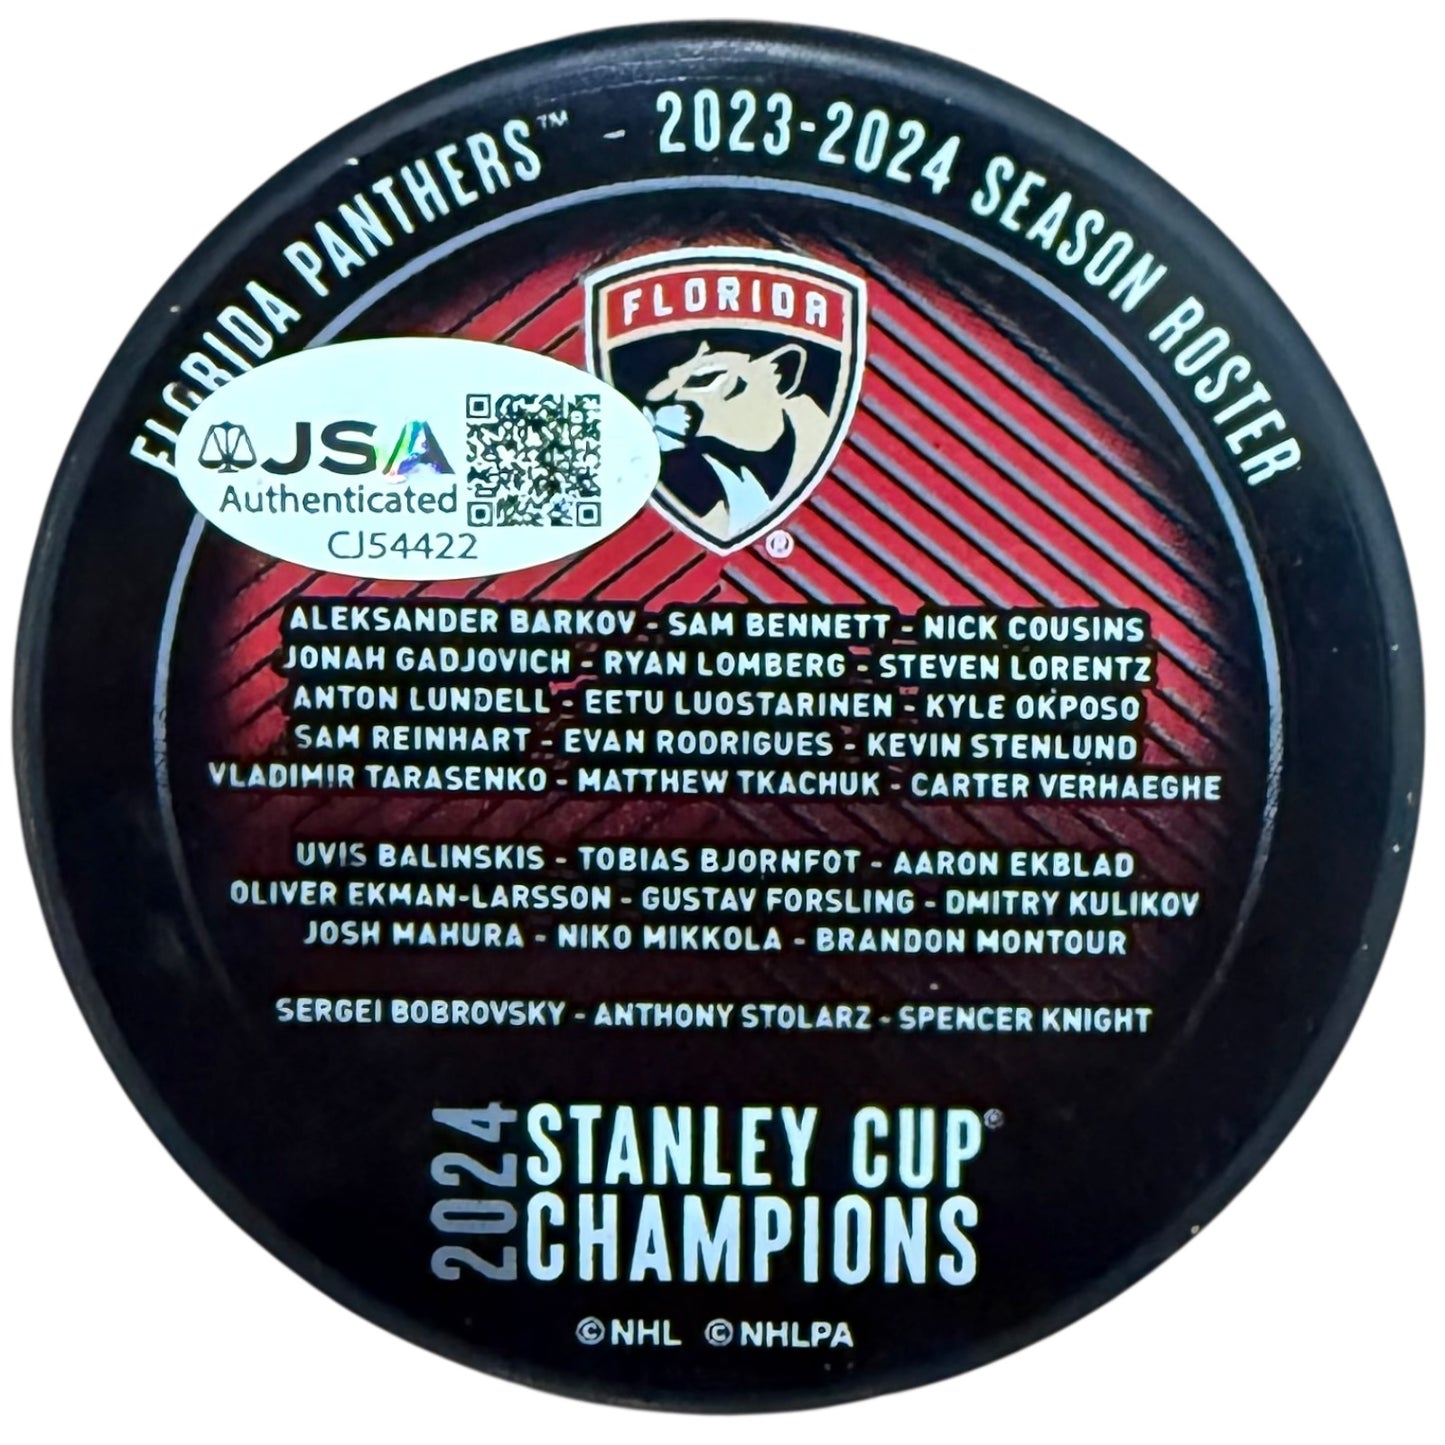 FLORIDA PANTHERS™ - 2023-2024 SEASON ROSTER
FLORIDA
®
JSA
Authenticated
CJ54422
ALEKSANDER BARKOV - SAM BENNETT - NICK COUSINS
JONAH GADJOVICH - RYAN LOMBERG - STEVEN LORENTZ
ANTON LUNDELL - EETU LUOSTARINEN - KYLE OKPOSO
SAM REINHART - EVAN RODRIGUES - KEVIN STENLUND
VLADIMIR TARASENKO - MATTHEW TKACHUK - CARTER VERHAEGHE
UVIS BALINSKIS - TOBIAS BJORNFOT - AARON EKBLAD
OLIVER EKMAN-LARSSON - GUSTAV FORSLING - DMITRY KULIKOV
JOSH MAHURA - NIKO MIKKOLA - BRANDON MONTOUR
SERGEI BOBROVSKY - ANTHONY STOLARZ - SPENCER KNIGHT
2024
STANLEY CUP®
CHAMPIONS
©NHL ©NHLPA